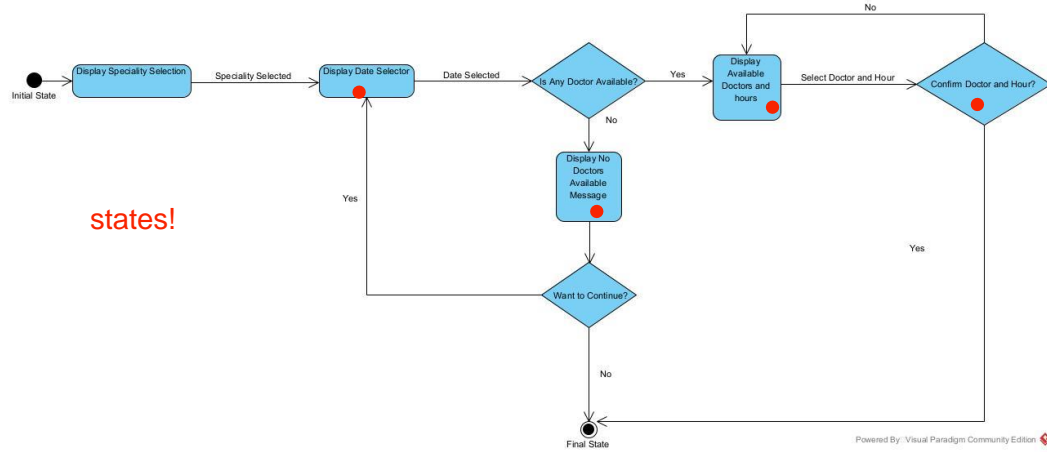 No
Initial State
Display Speciality Selection
Speciality Selected
Display Date Selector
Date Selected
Is Any Doctor Available?
Yes
Display
Available
Doctors and
hours
Select Doctor and Hour
Confirm Doctor and Hour?
No
Display No
Doctors
Available
Message
Yes
states!
Yes
Want to Continue?
No
Final State
Powered By Visual Paradigm Community Edition